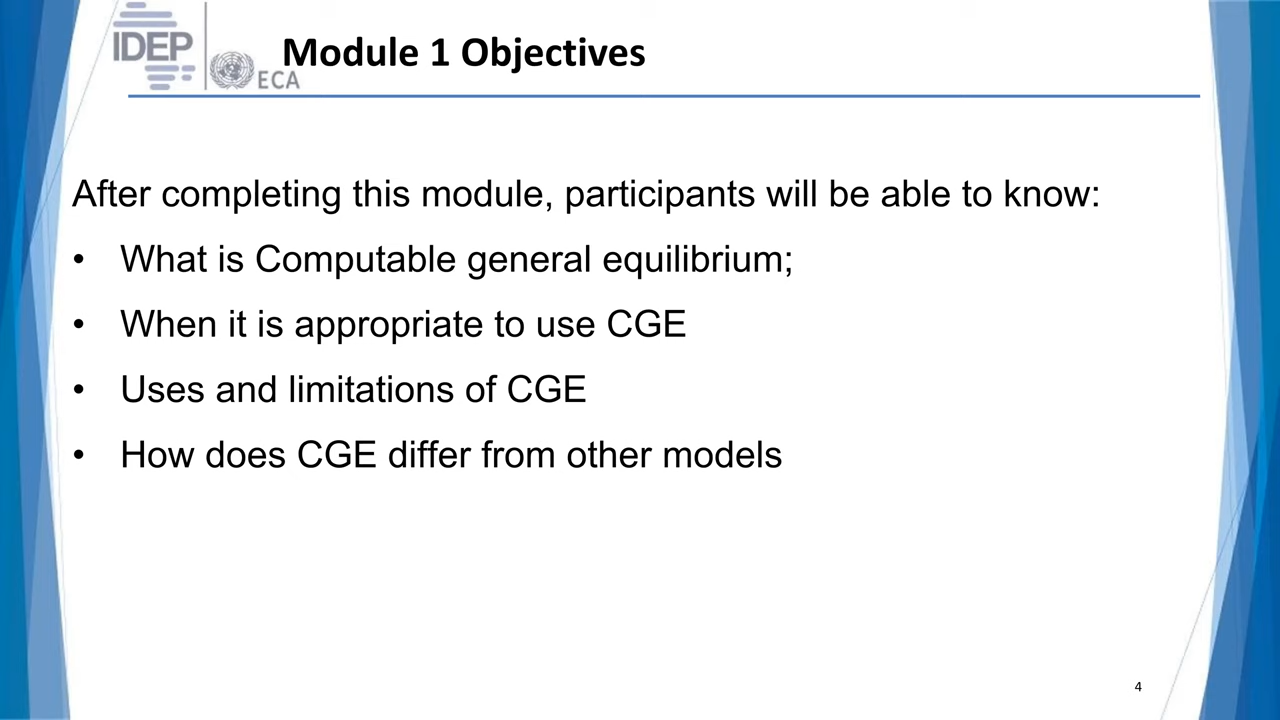 IDEP
ECA
Module 1 Objectives
After completing this module, participants will be able to know:
• What is Computable general equilibrium;
• When it is appropriate to use CGE
• Uses and limitations of CGE
• How does CGE differ from other models
4